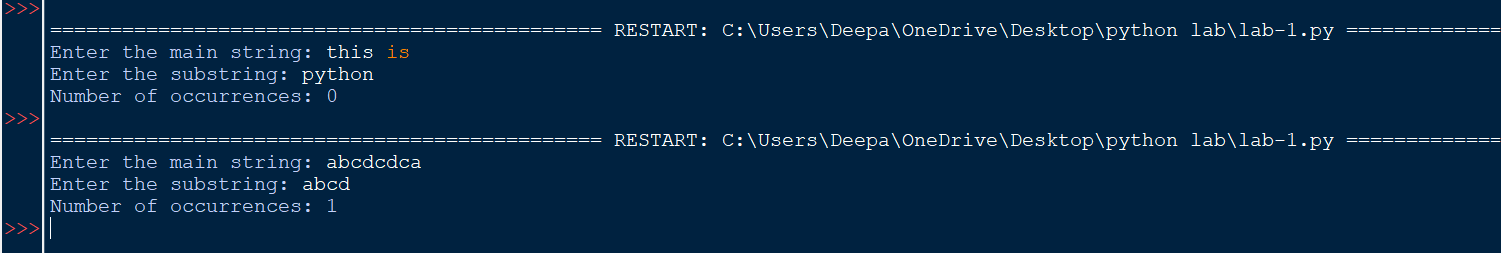 >>>
============================================== RESTART: C:\Users\Deepa\OneDrive\Desktop\python lab\lab-1.py =============
Enter the main string: this is
Enter the substring: python
Number of occurrences: 0
>>>
============================================== RESTART: C:\Users\Deepa\OneDrive\Desktop\python lab\lab-1.py =============
Enter the main string: abcdcdca
Enter the substring: abcd
Number of occurrences: 1
>>>